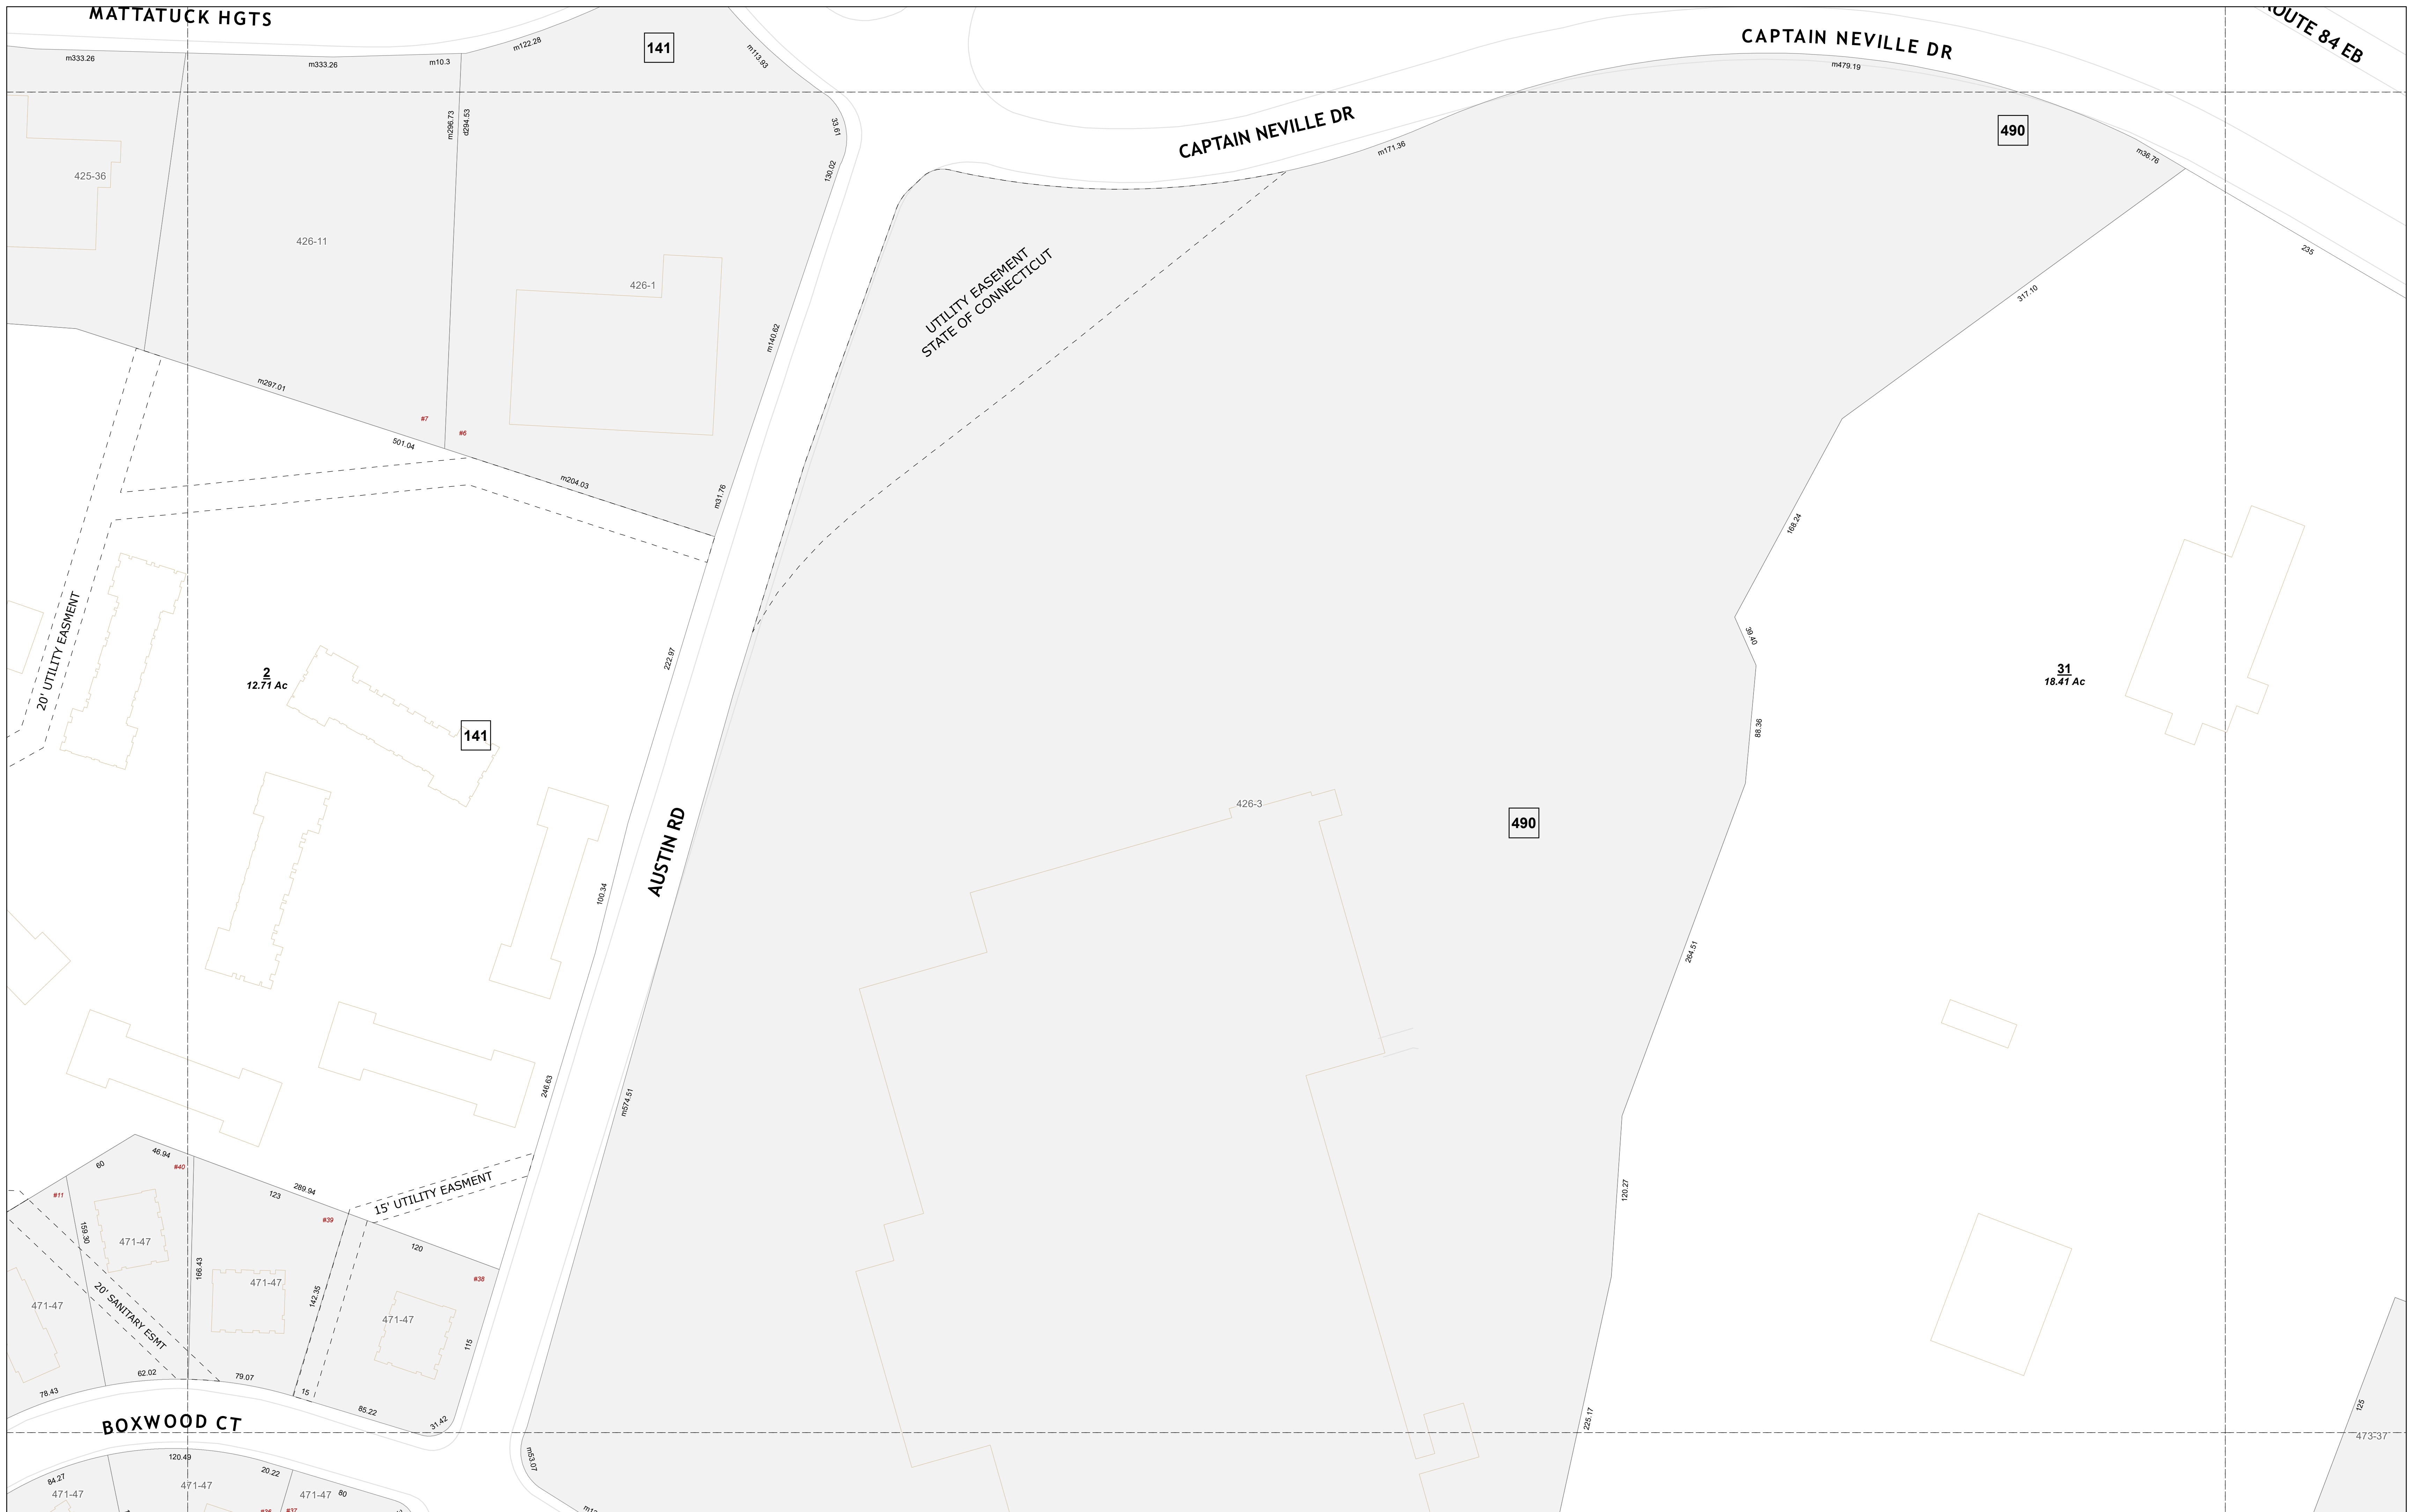 MATTATUCK HGTS
CAPTAIN NEVILLE DR
ROUTE 84 EB
m333.26
m333.26
m10.3
m122.28
141
m113.93
m479.19
CAPTAIN NEVILLE DR
490
m296.73
d294.53
33.61
130.02
m171.36
m36.76
425-36
426-11
426-1
UTILITY EASEMENT
STATE OF CONNECTICUT
235
317.10
m140.62
m297.01
#7
#6
501.04
m204.03
m31.76
168.24
20' UTILITY EASMENT
222.97
39.40
2
12.71 Ac
31
18.41 Ac
141
88.36
426-3
490
AUSTIN RD
100.34
264.51
246.63
m574.51
46.94
60
#40
#11
289.94
123
15' UTILITY EASMENT
120.27
#39
159.30
471-47
120
166.43
471-47
#38
142.35
471-47
20' SANITARY ESMT
471-47
115
62.02
79.07
78.43
15
85.22
31.42
125
225.17
BOXWOOD CT
473-37
120.49
m53.07
84.27
20.22
471-47
471-47
471-47
80
#36
#37